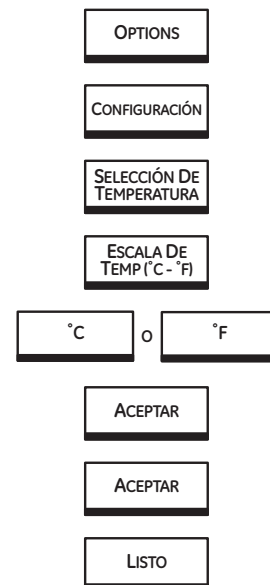 OPTIONS
CONFIGURACIÓN
SELECCIÓN DE
TEMPERATURA
ESCALA DE
TEMP (˚C - ˚F)
˚C o ˚F
ACEPTAR
ACEPTAR
LISTO